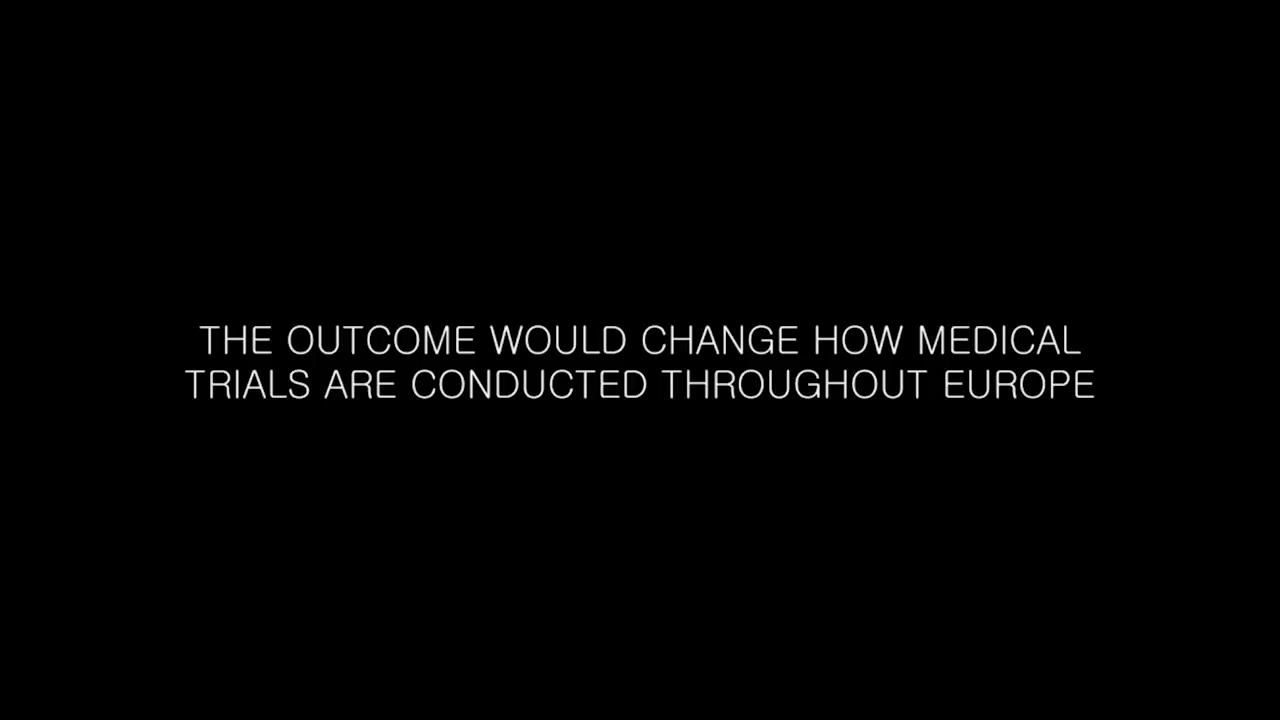 THE OUTCOME WOULD CHANGE HOW MEDICAL
TRIALS ARE CONDUCTED THROUGHOUT EUROPE